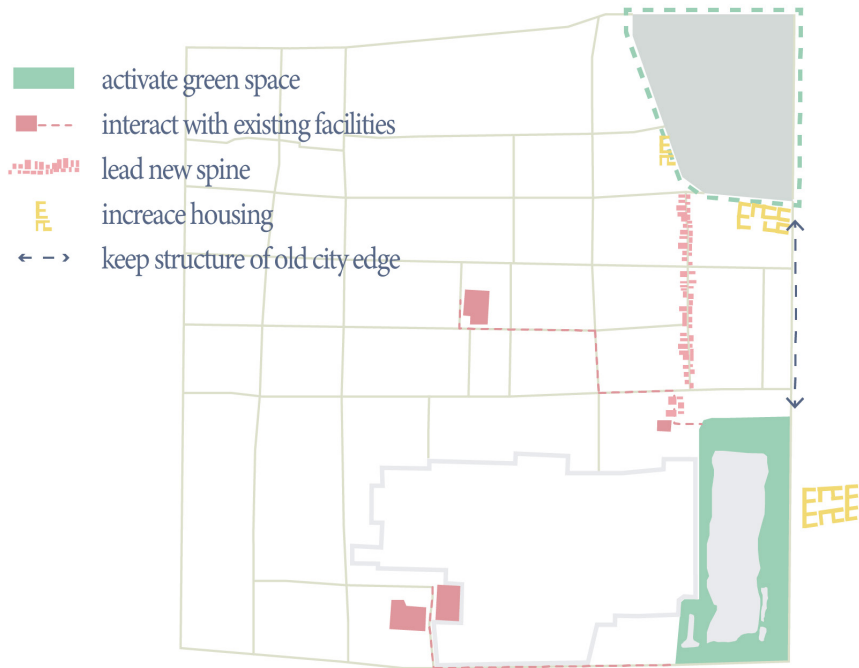 activate green space
interact with existing facilities
lead new spine
increace housing
keep structure of old city edge